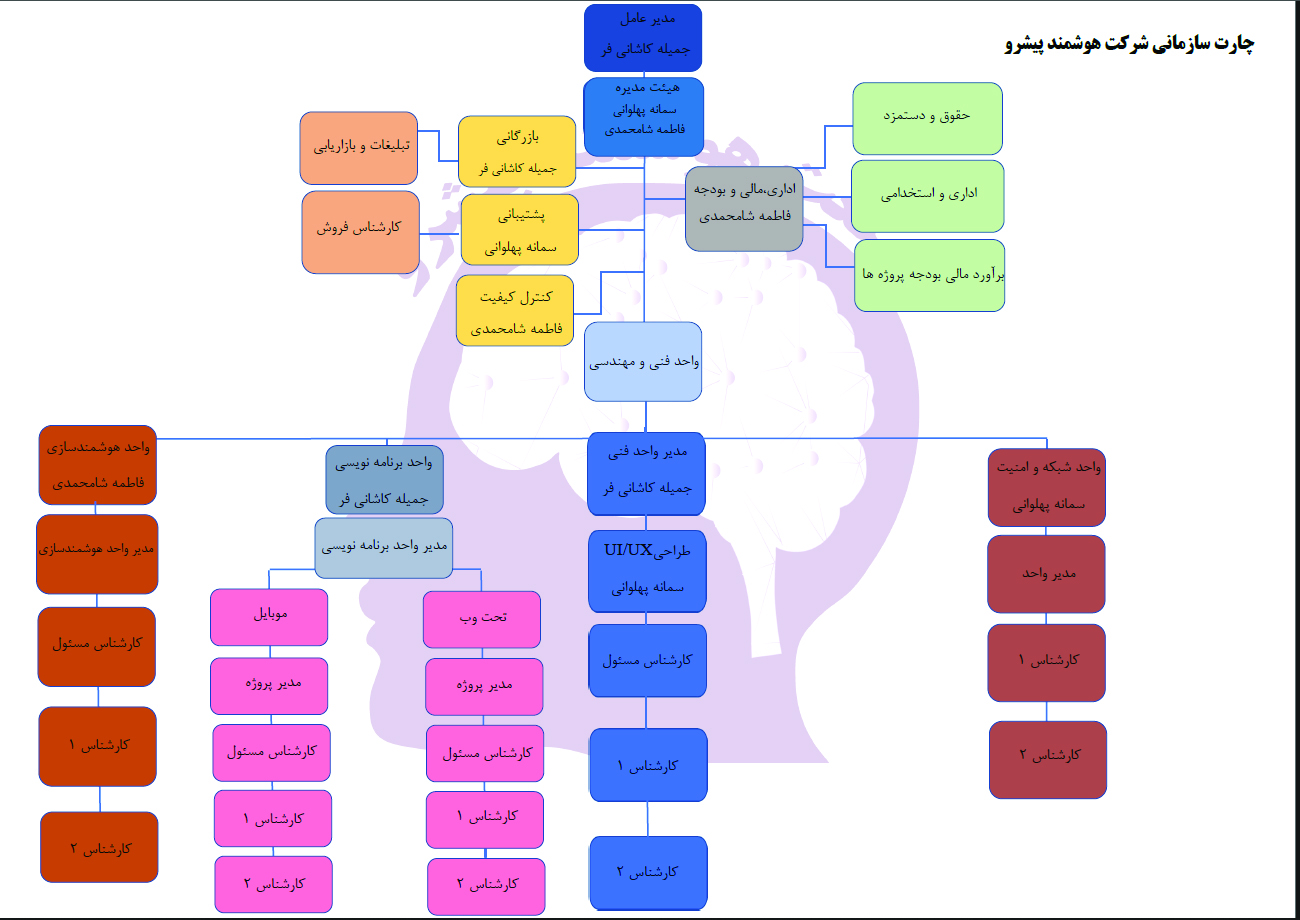 چارت سازمانی شرکت هوشمند پیشرو
مدیر عامل
جمیله کاشانی فر
هیئت مدیره
سمانه پهلوانی
فاطمه شامحمدی
حقوق و دستمزد
اداری،مالی و بودجه
فاطمه شامحمدی
اداری و استخدامی
برآورد مالی بودجه پروژه ها
بازرگانی
جمیله کاشانی فر
تبلیغات و بازاریابی
پشتیبانی
سمانه پهلوانی
کارشناس فروش
کنترل کیفیت
فاطمه شامحمدی
واحد فنی و مهندسی
واحد شبکه و امنیت
سمانه پهلوانی
مدیر واحد
کارشناس ۱
کارشناس ۲
مدیر واحد فنی
جمیله کاشانی فر
طراحیUI/UX
سمانه پهلوانی
کارشناس مسئول
کارشناس ۱
کارشناس ۲
واحد برنامه نویسی
جمیله کاشانی فر
مدیر واحد برنامه نویسی
تحت وب
مدیر پروژه
کارشناس مسئول
کارشناس ۱
کارشناس ۲
موبایل
مدیر پروژه
کارشناس مسئول
کارشناس ۱
کارشناس ۲
واحد هوشمندسازی
فاطمه شامحمدی
مدیر واحد هوشمندسازی
کارشناس مسئول
کارشناس ۱
کارشناس ۲